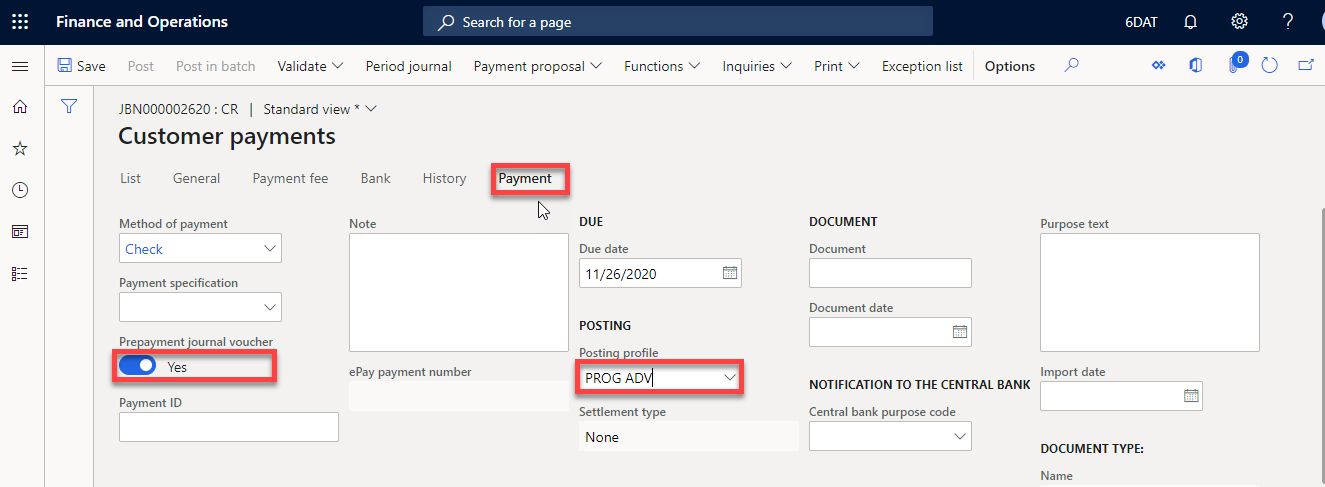 Finance and Operations
Search for a page
6DAT
Save Post Post in batch Validate Period journal Payment proposal Functions Inquiries Print Exception list Options
0
JBN000002620 : CR | Standard view *
Customer payments
List General Payment fee Bank History Payment
Method of payment
Check
Payment specification
Prepayment journal voucher
Yes
Payment ID
Note
ePay payment number
DUE
Due date
11/26/2020
POSTING
Posting profile
PROG ADV
Settlement type
None
DOCUMENT
Document
Document date
NOTIFICATION TO THE CENTRAL BANK
Central bank purpose code
Purpose text
Import date
DOCUMENT TYPE:
Name